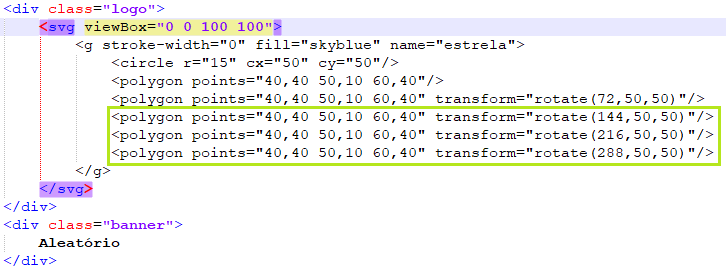 <div class="logo">
<svg viewBox="0 0 100 100">
<g stroke-width="0" fill="skyblue" name="estrela">
<circle r="15" cx="50" cy="50"/>
<polygon points="40,40 50,10 60,40"/>
<polygon points="40,40 50,10 60,40" transform="rotate(72,50,50)"/>
<polygon points="40,40 50,10 60,40" transform="rotate(144,50,50)"/>
<polygon points="40,40 50,10 60,40" transform="rotate(216,50,50)"/>
<polygon points="40,40 50,10 60,40" transform="rotate(288,50,50)"/>
</g>
</svg>
</div>
<div class="banner">
Aleatório
</div>